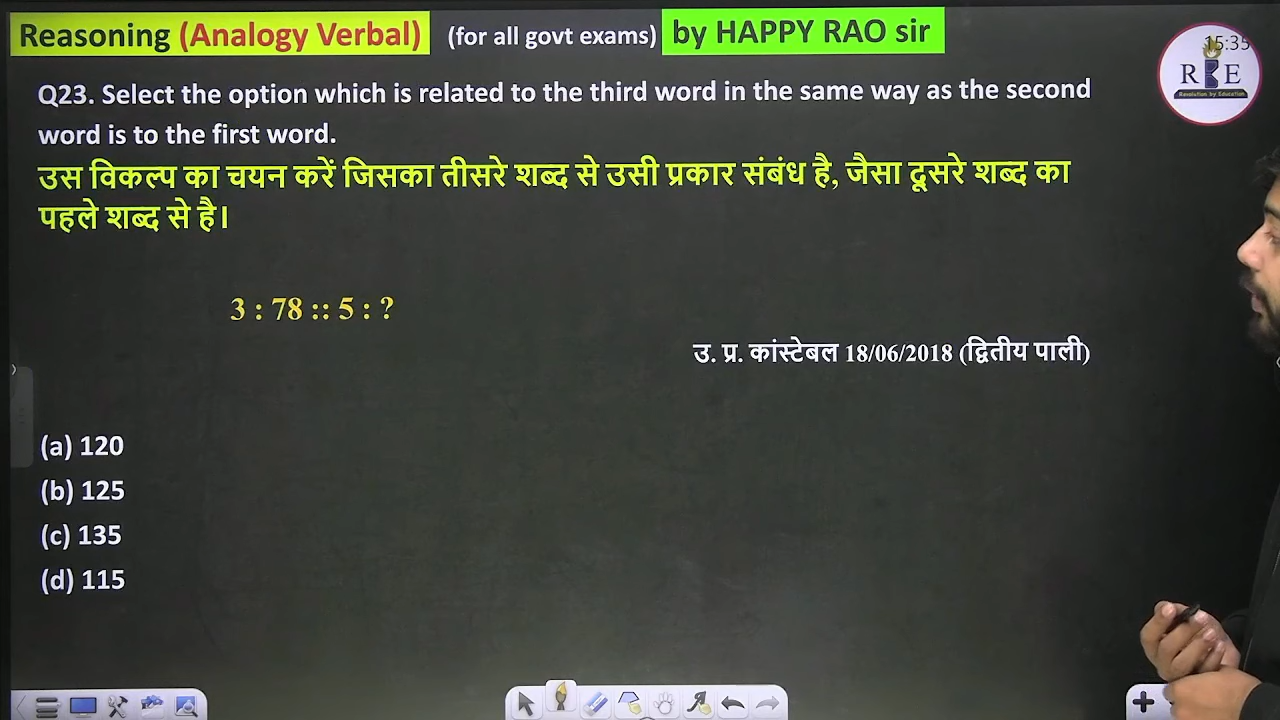 Reasoning (Analogy Verbal) (for all govt exams) by HAPPY RAO sir
15:35
R E
Revolution by Education
Q23. Select the option which is related to the third word in the same way as the second
word is to the first word.
उस विकल्प का चयन करें जिसका तीसरे शब्द से उसी प्रकार संबंध है, जैसा दूसरे शब्द का
पहले शब्द से है।
3 : 78 :: 5 : ?
उ. प्र. कांस्टेबल 18/06/2018 (द्वितीय पाली)
(a) 120
(b) 125
(c) 135
(d) 115